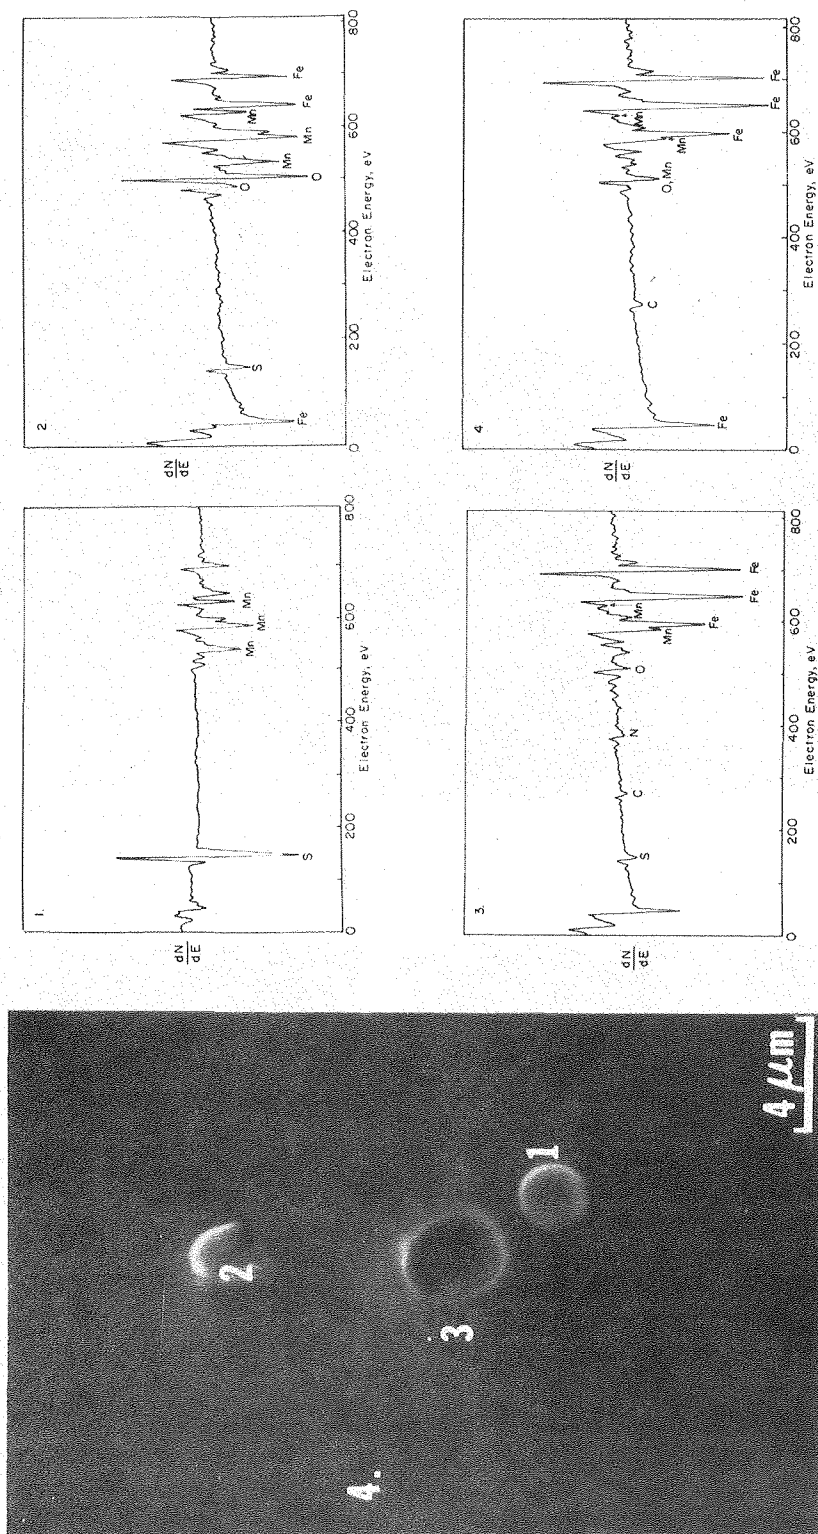 4.
3
2
1
4 μm
1.
dN
dE
S
Mn
Mn
Mn
0
200
400
600
800
Electron Energy, eV
2.
dN
dE
Fe
S
O
O
Mn
Mn
Mn
Fe
Fe
0
200
400
600
800
Electron Energy, eV
3.
dN
dE
S
C
N
O
Mn
Fe
Mn
Fe
Fe
0
200
400
600
800
Electron Energy, eV
4.
dN
dE
Fe
C
O, Mn
Mn
Fe
Mn
Fe
Fe
0
200
400
600
800
Electron Energy, eV